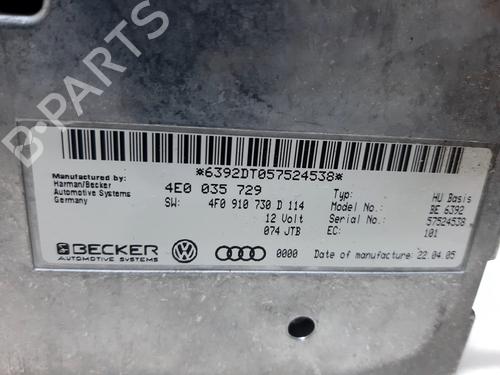 *6392DT057524538*
Manufactured by:
Harman/Becker
Automotive Systems
Germany
4E0 035 729
SW: 4F0 910 730 D 114
12 Volt
074 JTB
Typ: HU Basis
BE 6392
Serial No.: 57524538
EC: 101
BECKER
AUTOMOTIVE SYSTEMS
0000
Date of manufacture: 22.04.05
B-PARTS